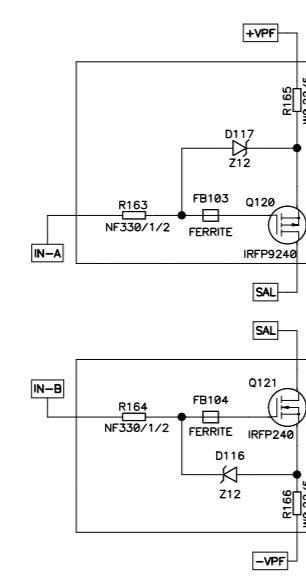 +VPF
R165
D117
Z12
R163
NF330/1/2
FB103
FERRITE
Q120
IRFP9240
IN-A
SAL
SAL
IN-B
R164
NF330/1/2
FB104
FERRITE
Q121
IRFP240
D116
Z12
R166
-VPF